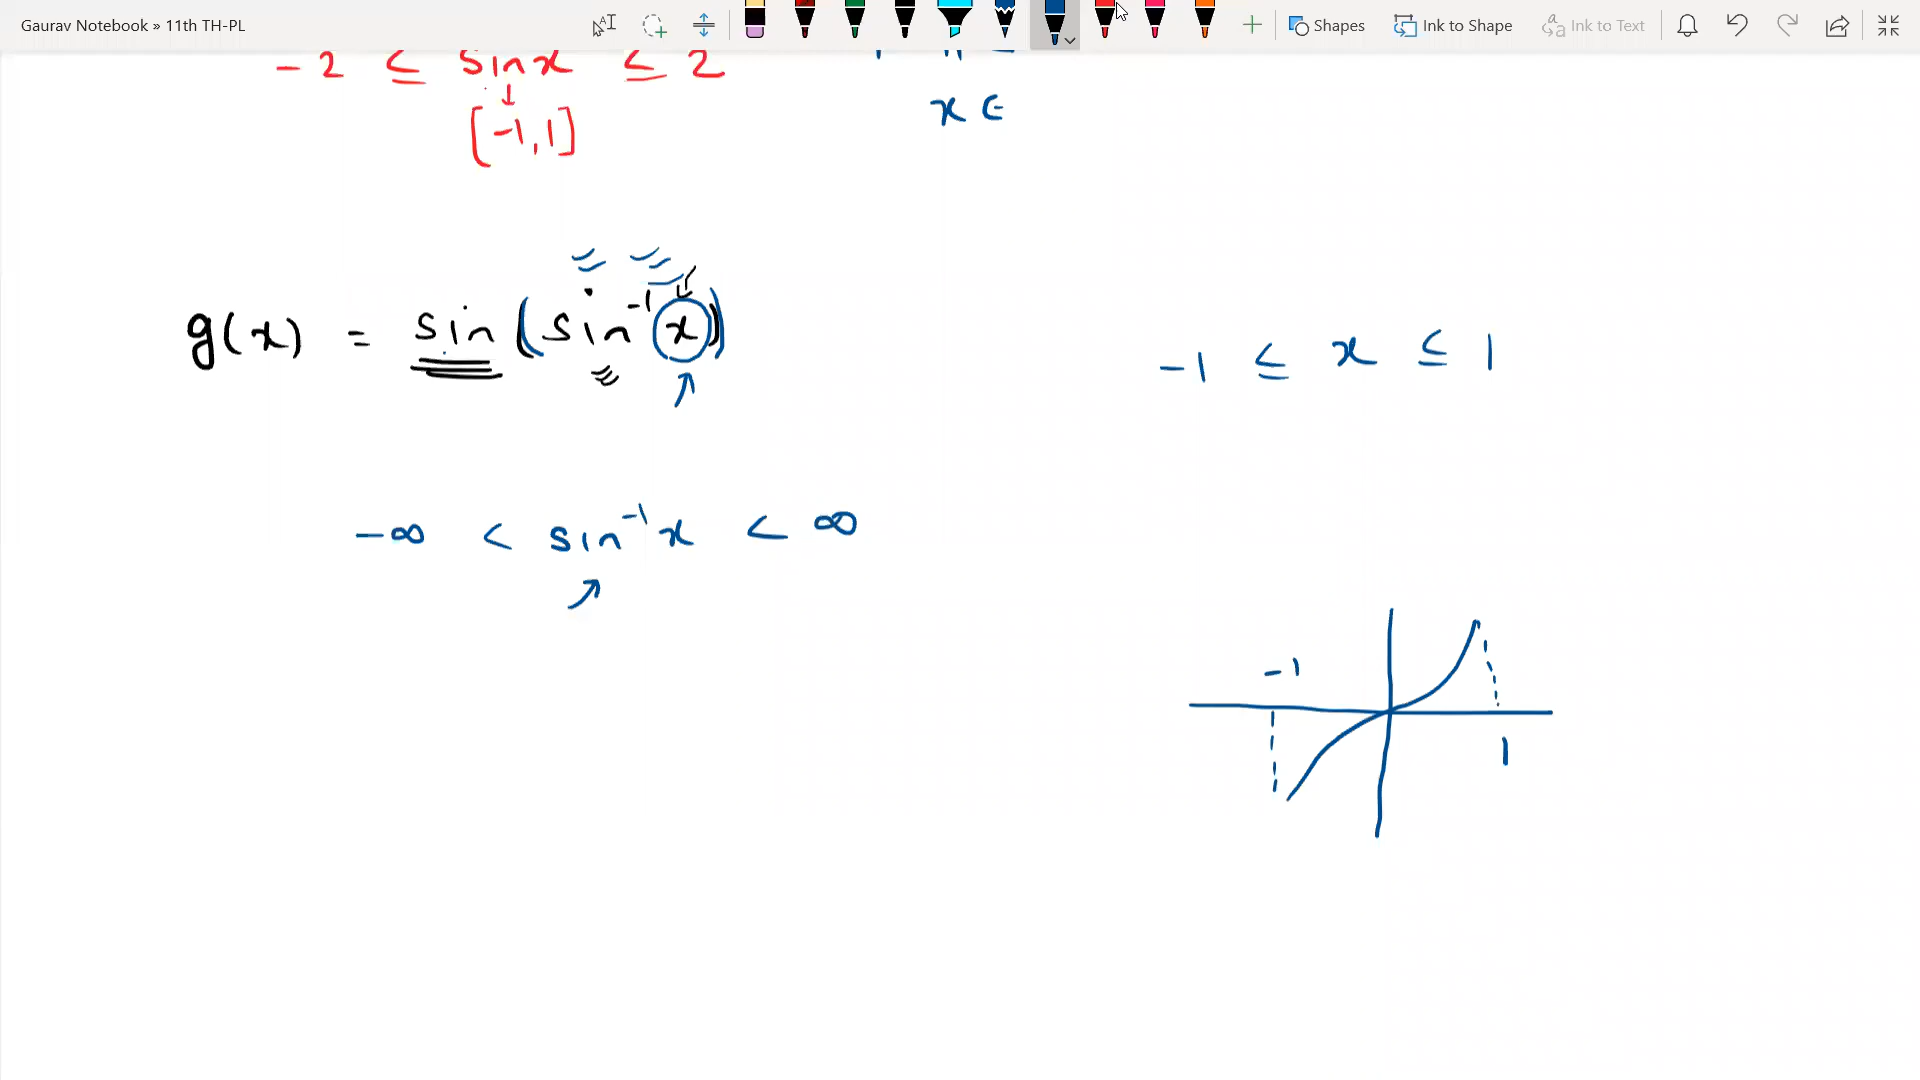 Gaurav Notebook » 11th TH-PL
Shapes
Ink to Shape
Ink to Text
-2 ≤ sinx ≤ 2
[-1,1]
x ∈
g(x) = sin(sin⁻¹(x))
-1 ≤ x ≤ 1
-∞ < sin⁻¹x < ∞
-1
1